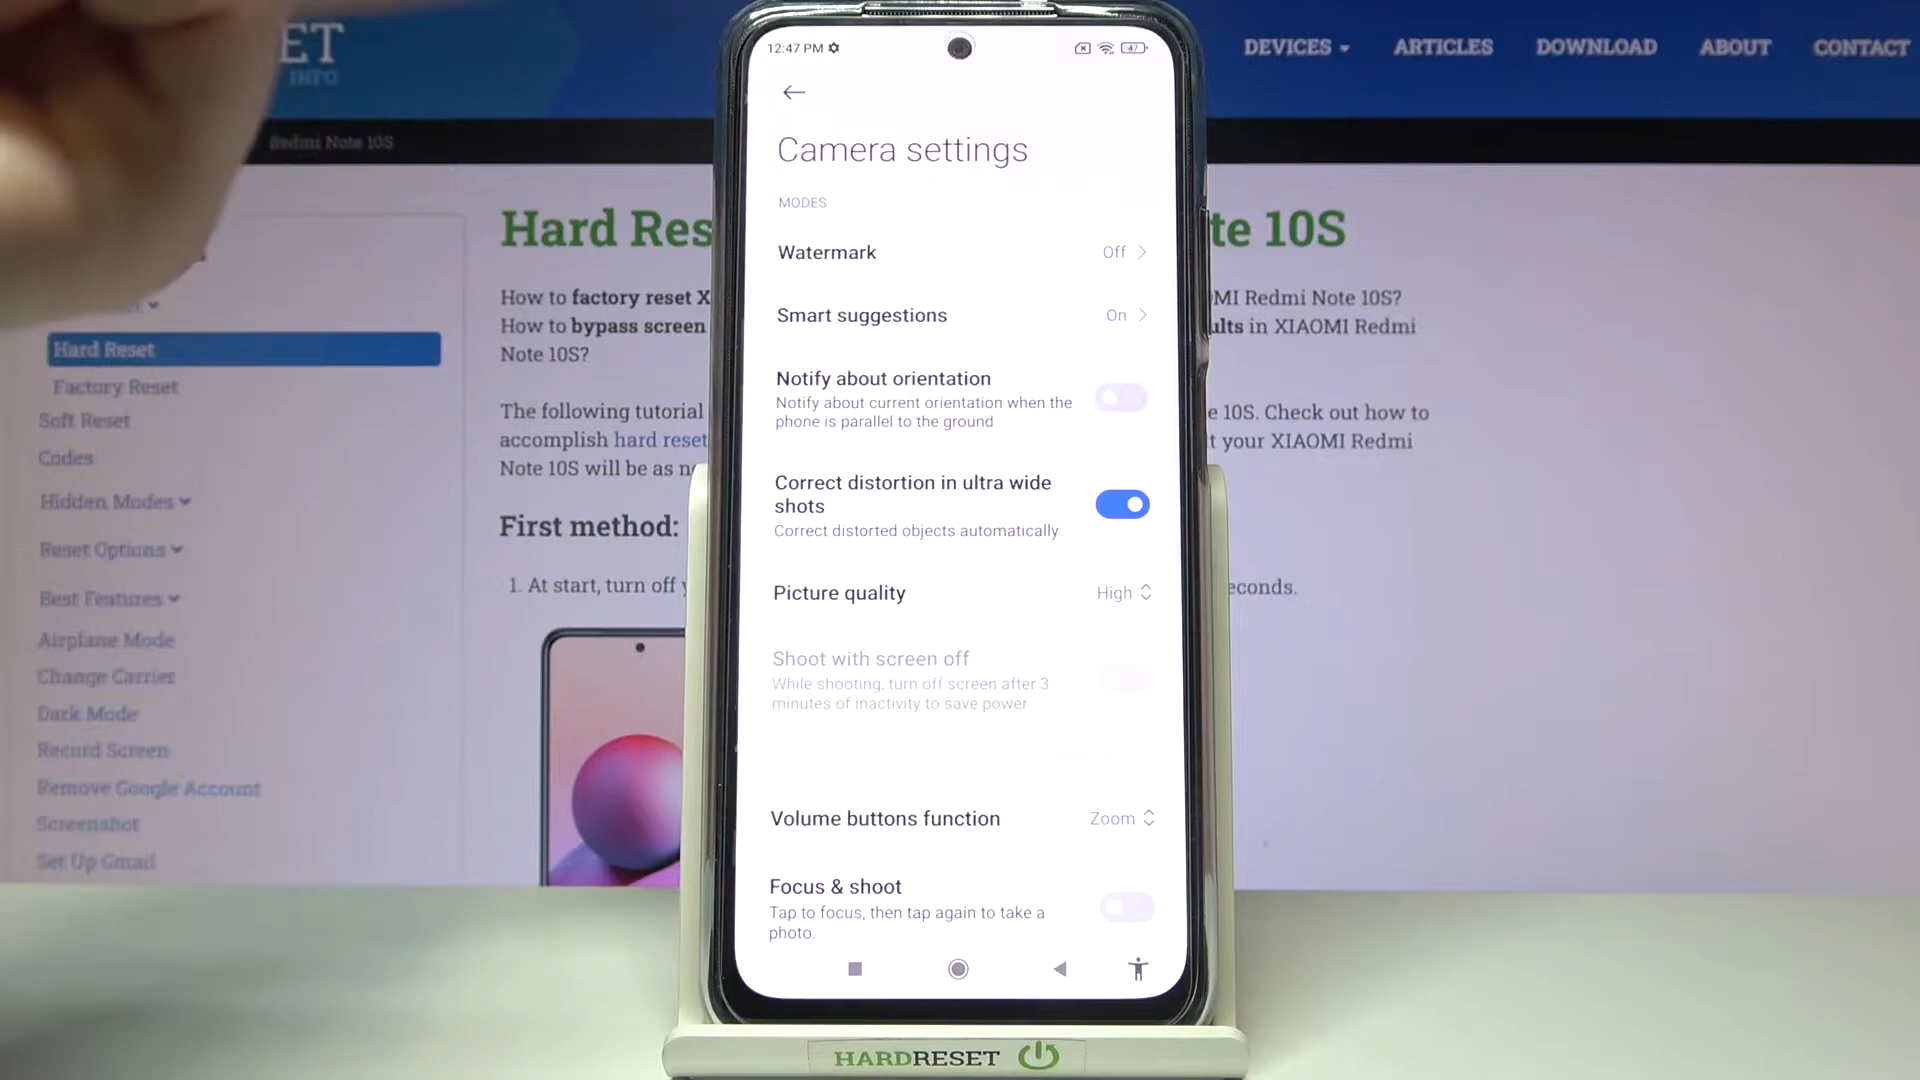 ET
INFO
DEVICES
ARTICLES
DOWNLOAD
ABOUT
CONTACT
Redmi Note 10S
Hard Res
te 10S
How to factory reset X
MI Redmi Note 10S?
How to bypass screen
ults in XIAOMI Redmi
Note 10S?
The following tutorial
e 10S. Check out how to
accomplish hard reset
t your XIAOMI Redmi
Note 10S will be as n
First method:
1. At start, turn off
econds.
Hard Reset
Factory Reset
Soft Reset
Codes
Hidden Modes
Reset Options
Best Features
Airplane Mode
Change Carrier
Dark Mode
Record Screen
Remove Google Account
Screenshot
Set Up Gmail
12:47 PM
47
Camera settings
MODES
Watermark
Off
Smart suggestions
On
Notify about orientation
Notify about current orientation when the
phone is parallel to the ground
Correct distortion in ultra wide
shots
Correct distorted objects automatically
Picture quality
High
Shoot with screen off
While shooting, turn off screen after 3
minutes of inactivity to save power
Volume buttons function
Zoom
Focus & shoot
Tap to focus, then tap again to take a
photo.
HARDRESET